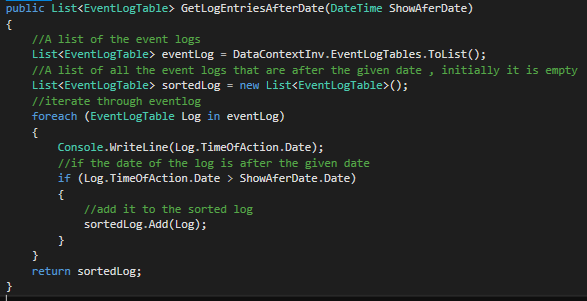 public List<EventLogTable> GetLogEntriesAfterDate(DateTime ShowAferDate)
{
//A list of the event logs
List<EventLogTable> eventLog = DataContextInv.EventLogTables.ToList();
//A list of all the event logs that are after the given date , initially it is empty
List<EventLogTable> sortedLog = new List<EventLogTable>();
//iterate through eventlog
foreach (EventLogTable Log in eventLog)
{
Console.WriteLine(Log.TimeOfAction.Date);
//if the date of the log is after the given date
if (Log.TimeOfAction.Date > ShowAferDate.Date)
{
//add it to the sorted log
sortedLog.Add(Log);
}
}
return sortedLog;
}